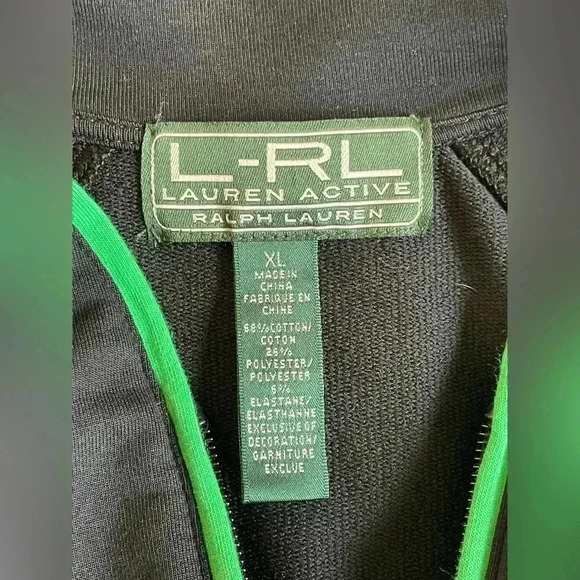 L-RL
LAUREN ACTIVE
RALPH LAUREN
XL
MADE IN
CHINA
FABRIQUE EN
CHINE
68% COTTON/
COTON
26%
POLYESTER/
POLYESTER
6%
ELASTANE/
ELASTHANNE
EXCLUSIVE OF
DECORATION/
GARNITURE
EXCLUE